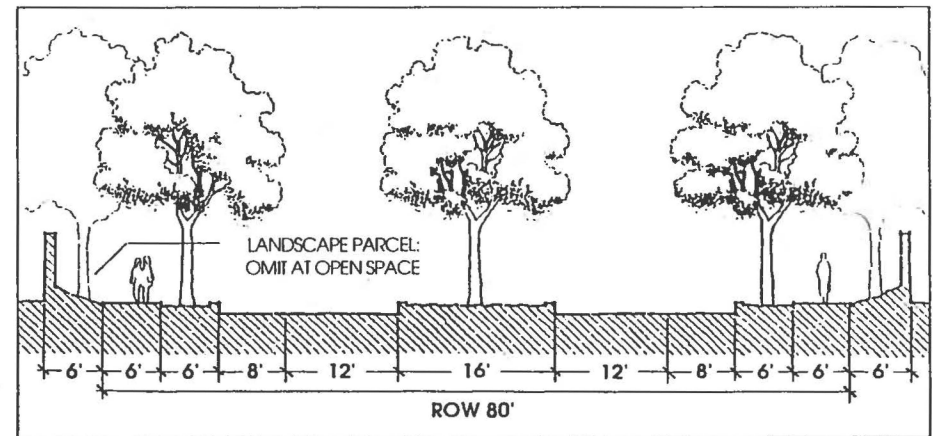 LANDSCAPE PARCEL:
OMIT AT OPEN SPACE
6' 6' 6' 8' 12' 16' 12' 8' 6' 6' 6'
ROW 80'